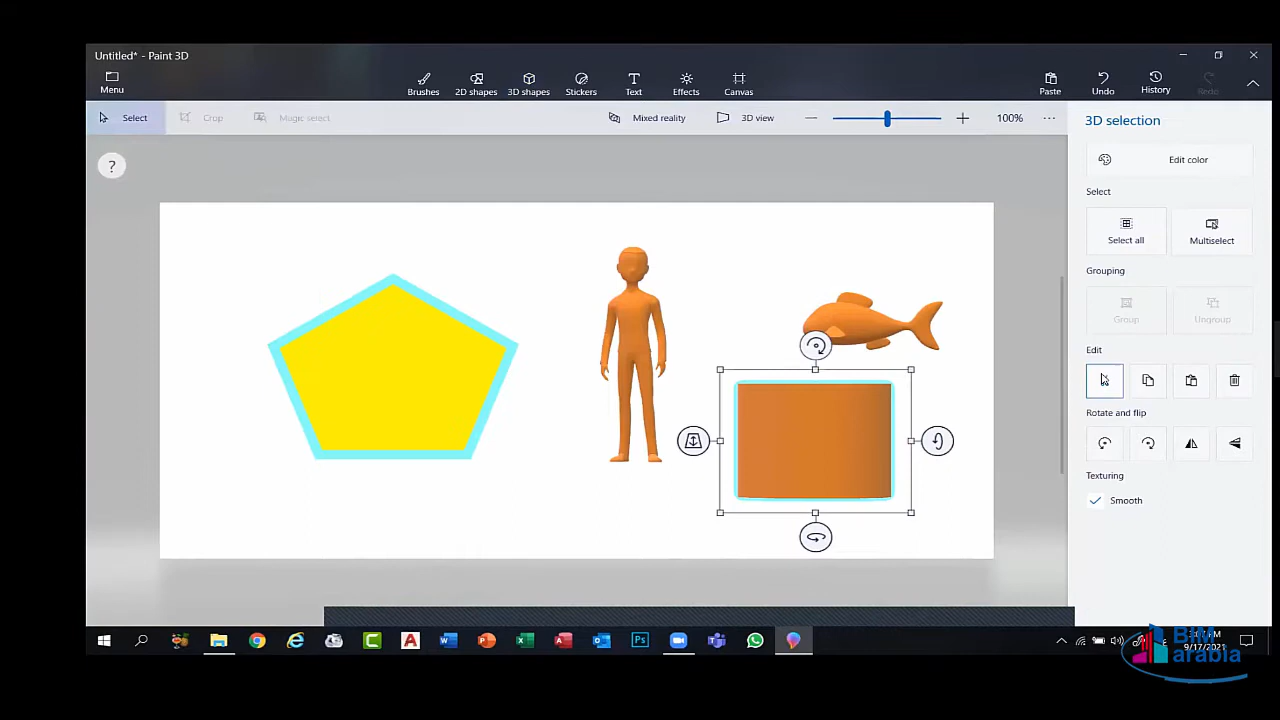 Untitled* - Paint 3D
Menu
Brushes
2D shapes
3D shapes
Stickers
Text
Effects
Canvas
Paste
Undo
History
Redo
Select
Crop
Magic select
Mixed reality
3D view
100%
?
3D selection
Edit color
Select
Select all
Multiselect
Grouping
Group
Ungroup
Edit
Rotate and flip
Texturing
Smooth
9/17/2021
BIM
arabia